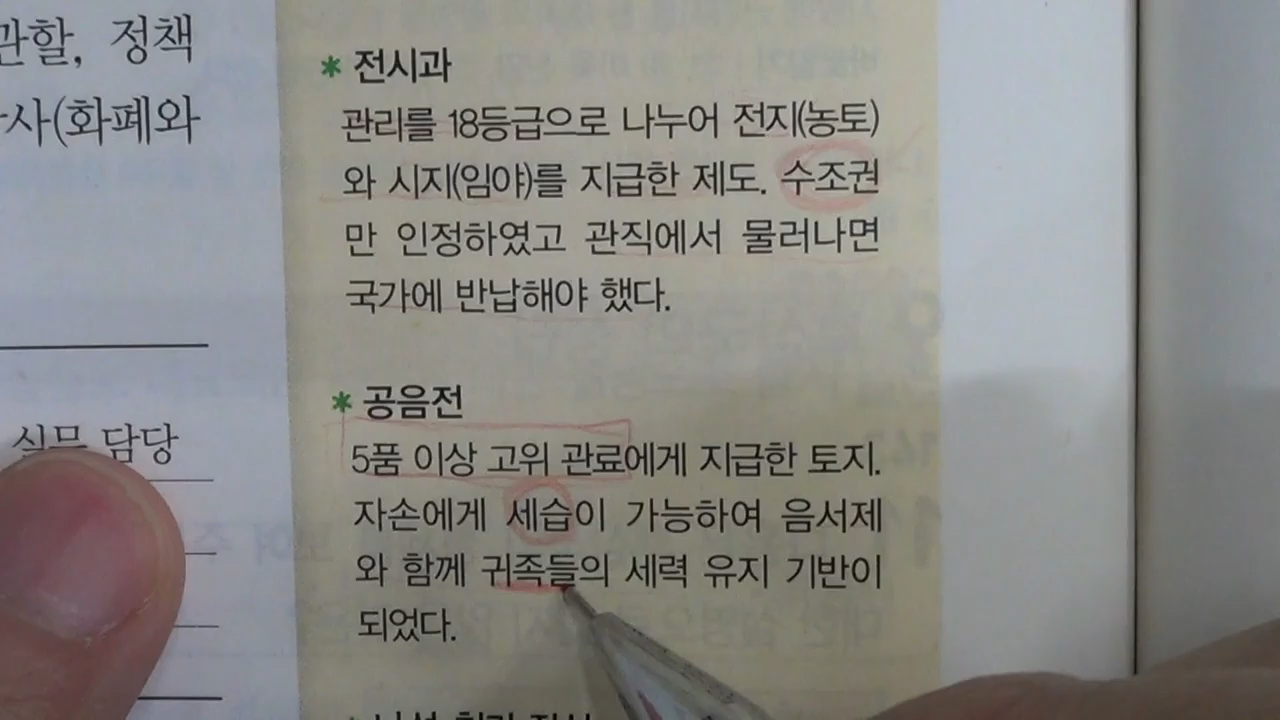 관할, 정책
사(화폐와
담당
* 전시과
관리를 18등급으로 나누어 전지(농토)
와 시지(임야)를 지급한 제도. 수조권
만 인정하였고 관직에서 물러나면
국가에 반납해야 했다.
* 공음전
5품 이상 고위 관료에게 지급한 토지.
자손에게 세습이 가능하여 음서제
와 함께 귀족들의 세력 유지 기반이
되었다.